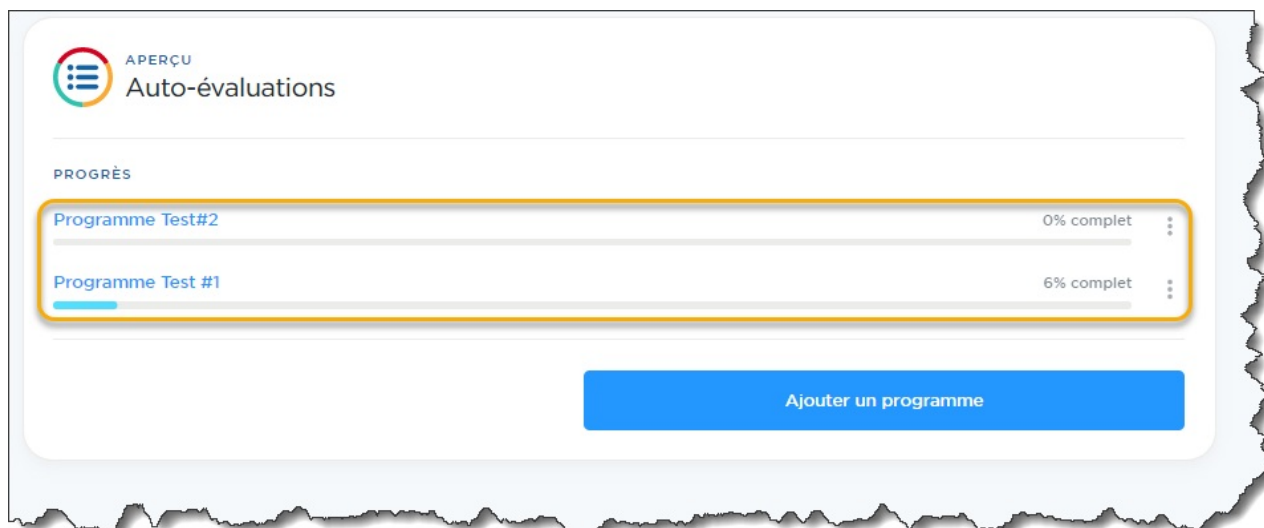 APERÇU
Auto-évaluations
PROGRÈS
Programme Test#2 0% complet
Programme Test #1 6% complet
Ajouter un programme